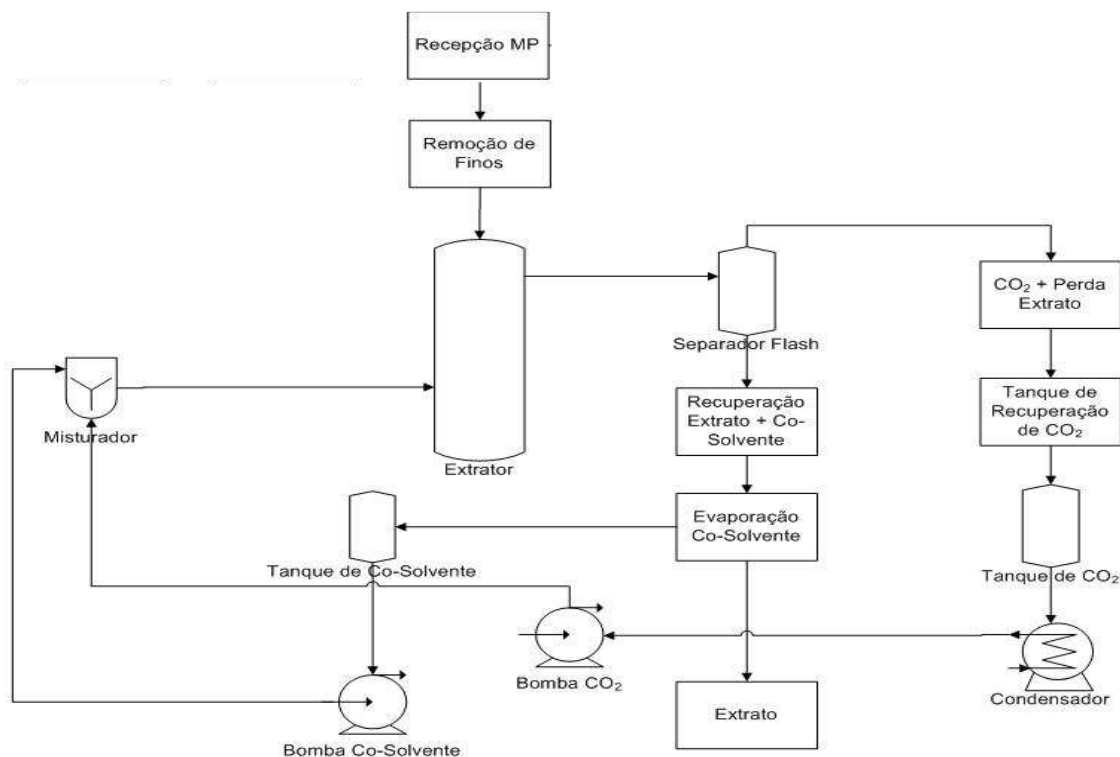 Recepção MP
Remoção de
Finos
Extrator
Misturador
Separador Flash
CO₂ + Perda
Extrato
Recuperação
Extrato + Co-
Solvente
Tanque de
Recuperação
de CO₂
Evaporação
Co-Solvente
Tanque de Co-Solvente
Tanque de CO₂
Bomba CO₂
Condensador
Extrato
Bomba Co-Solvente